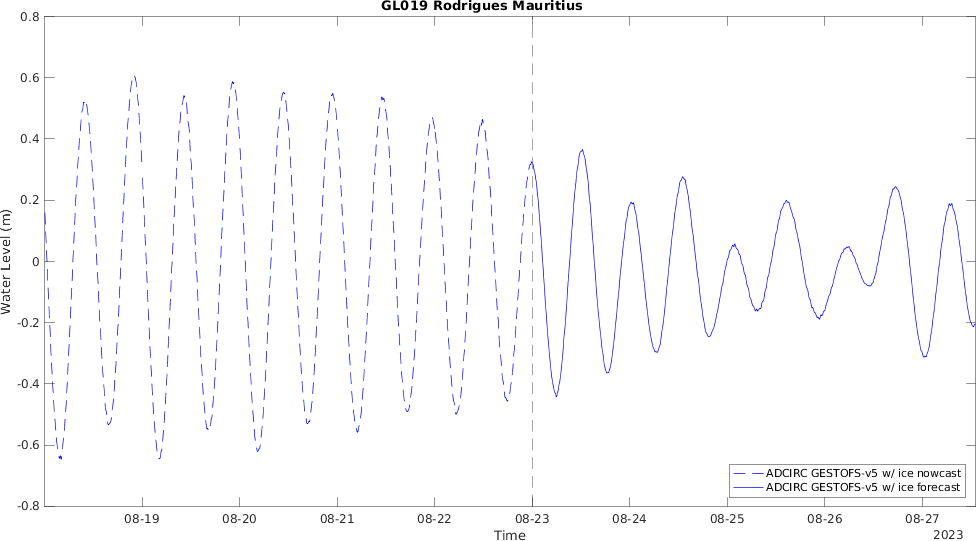 GL019 Rodrigues Mauritius
0.8
0.6
0.4
0.2
0
-0.2
-0.4
-0.6
-0.8
Water Level (m)
ADCIRC GESTOFS-v5 w/ ice nowcast
ADCIRC GESTOFS-v5 w/ ice forecast
08-19 08-20 08-21 08-22 08-23 08-24 08-25 08-26 08-27
Time
2023